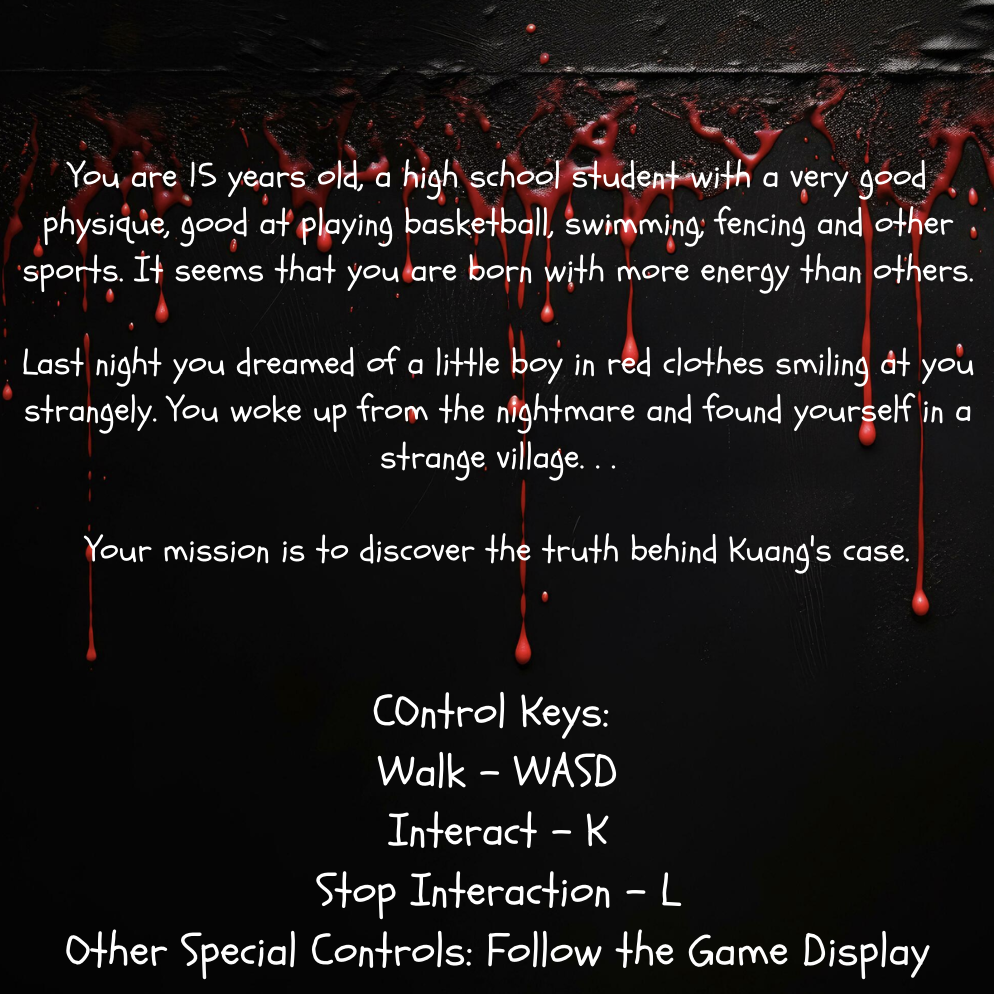 You are 15 years old, a high school student with a very good
physique, good at playing basketball, swimming, fencing and other
sports. It seems that you are born with more energy than others.
Last night you dreamed of a little boy in red clothes smiling at you
strangely. You woke up from the nightmare and found yourself in a
strange village. . .
Your mission is to discover the truth behind Kuang's case.
COntrol Keys:
Walk - WASD
Interact - K
Stop Interaction - L
Other Special Controls: Follow the Game Display